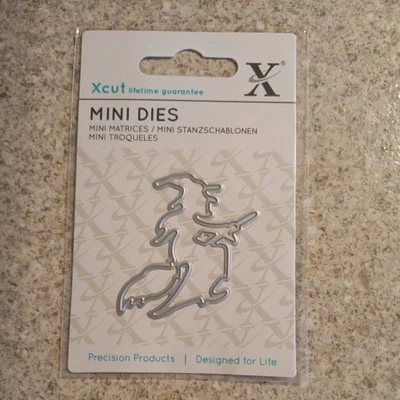 Xcut lifetime guarantee
X®
MINI DIES
MINI MATRICES / MINI STANZSCHABLONEN
MINI TROQUELES
Precision Products | Designed for Life